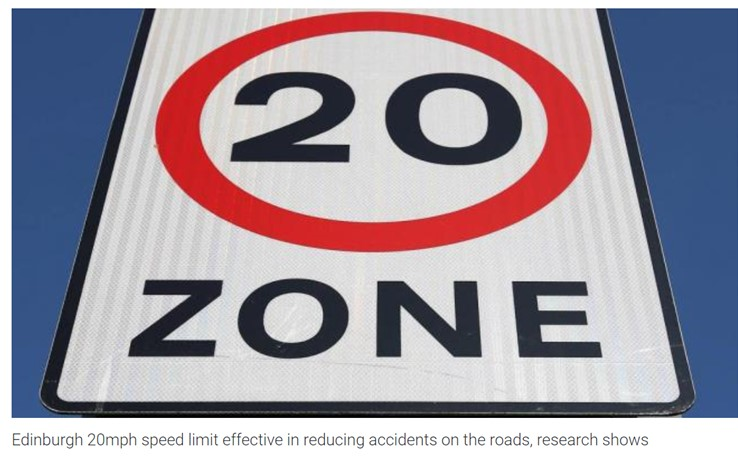 20
ZONE
Edinburgh 20mph speed limit effective in reducing accidents on the roads, research shows